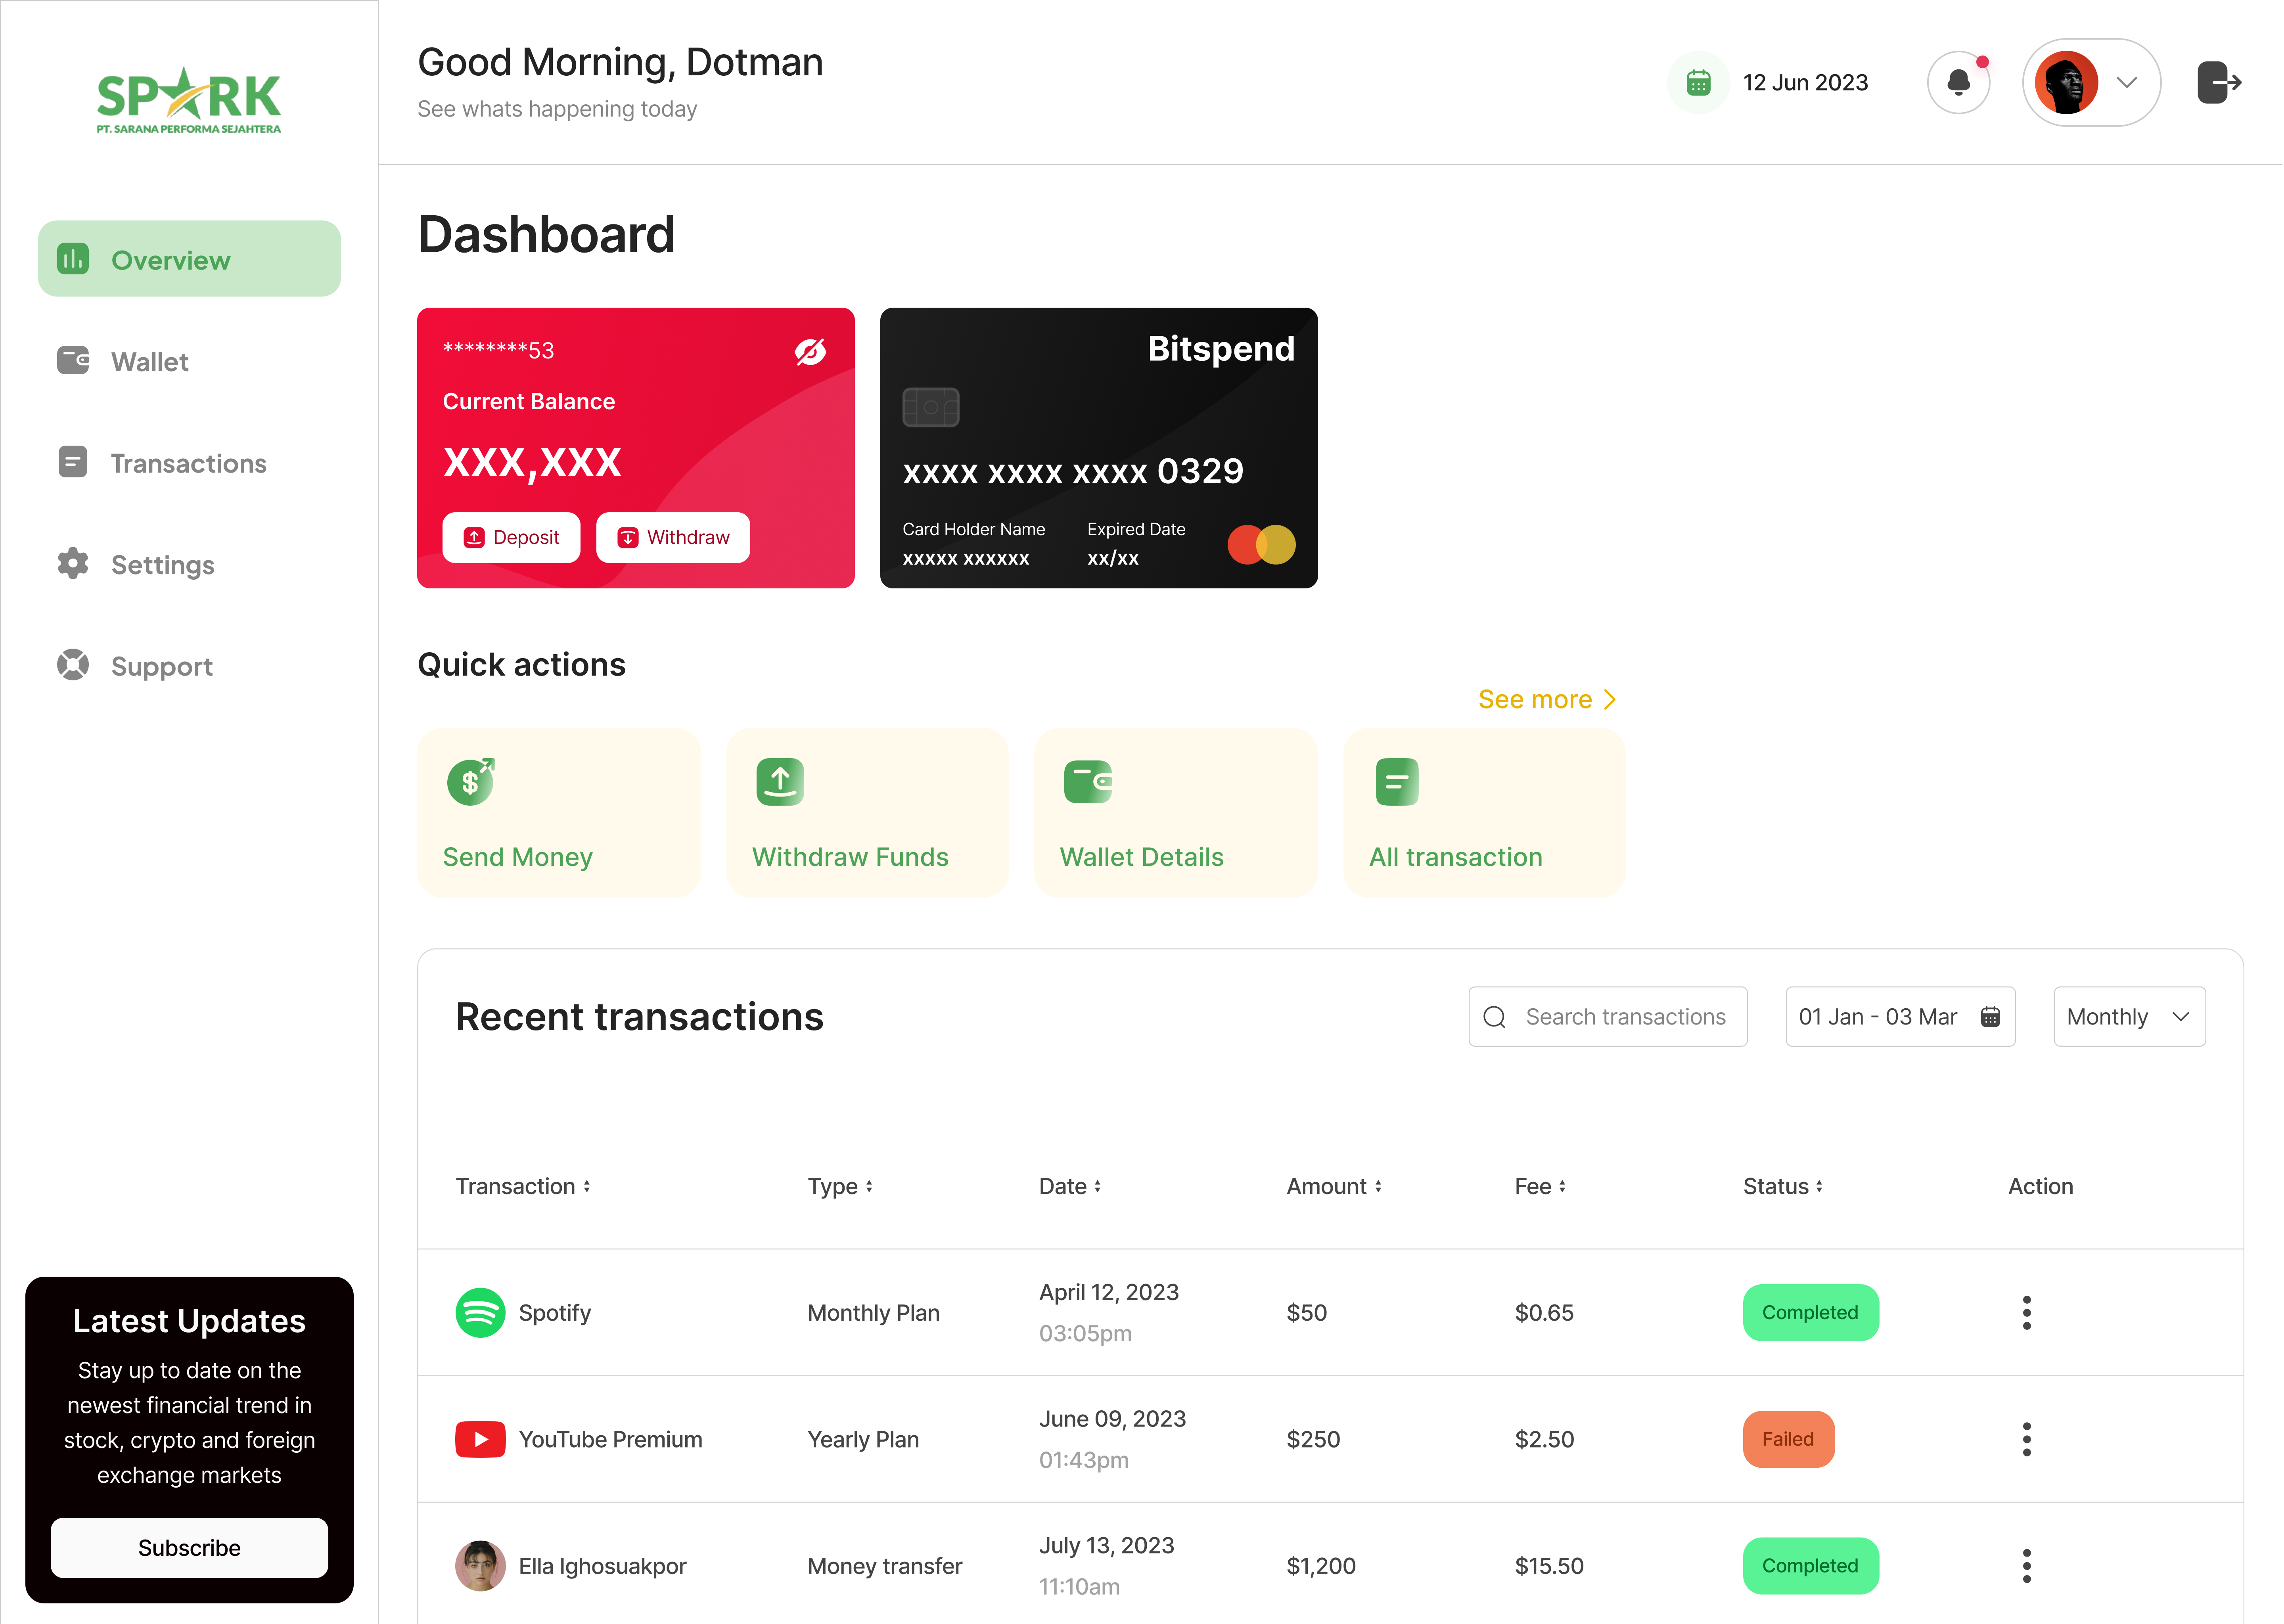 SPARK
PT. SARANA PERFORMA SEJAHTERA
Overview
Wallet
Transactions
Settings
Support
Latest Updates
Stay up to date on the
newest financial trend in
stock, crypto and foreign
exchange markets
Subscribe
Good Morning, Dotman
See whats happening today
12 Jun 2023
Dashboard
********53
Current Balance
XXX,XXX
Deposit
Withdraw
Bitspend
xxxx xxxx xxxx 0329
Card Holder Name
xxxxx xxxxxx
Expired Date
xx/xx
Quick actions
See more
Send Money
Withdraw Funds
Wallet Details
All transaction
Recent transactions
Search transactions
01 Jan - 03 Mar
Monthly
Transaction Type Date Amount Fee Status Action
Spotify Monthly Plan April 12, 2023 $50 $0.65 Completed
03:05pm
YouTube Premium Yearly Plan June 09, 2023 $250 $2.50 Failed
01:43pm
Ella Ighosuakpor Money transfer July 13, 2023 $1,200 $15.50 Completed
11:10am